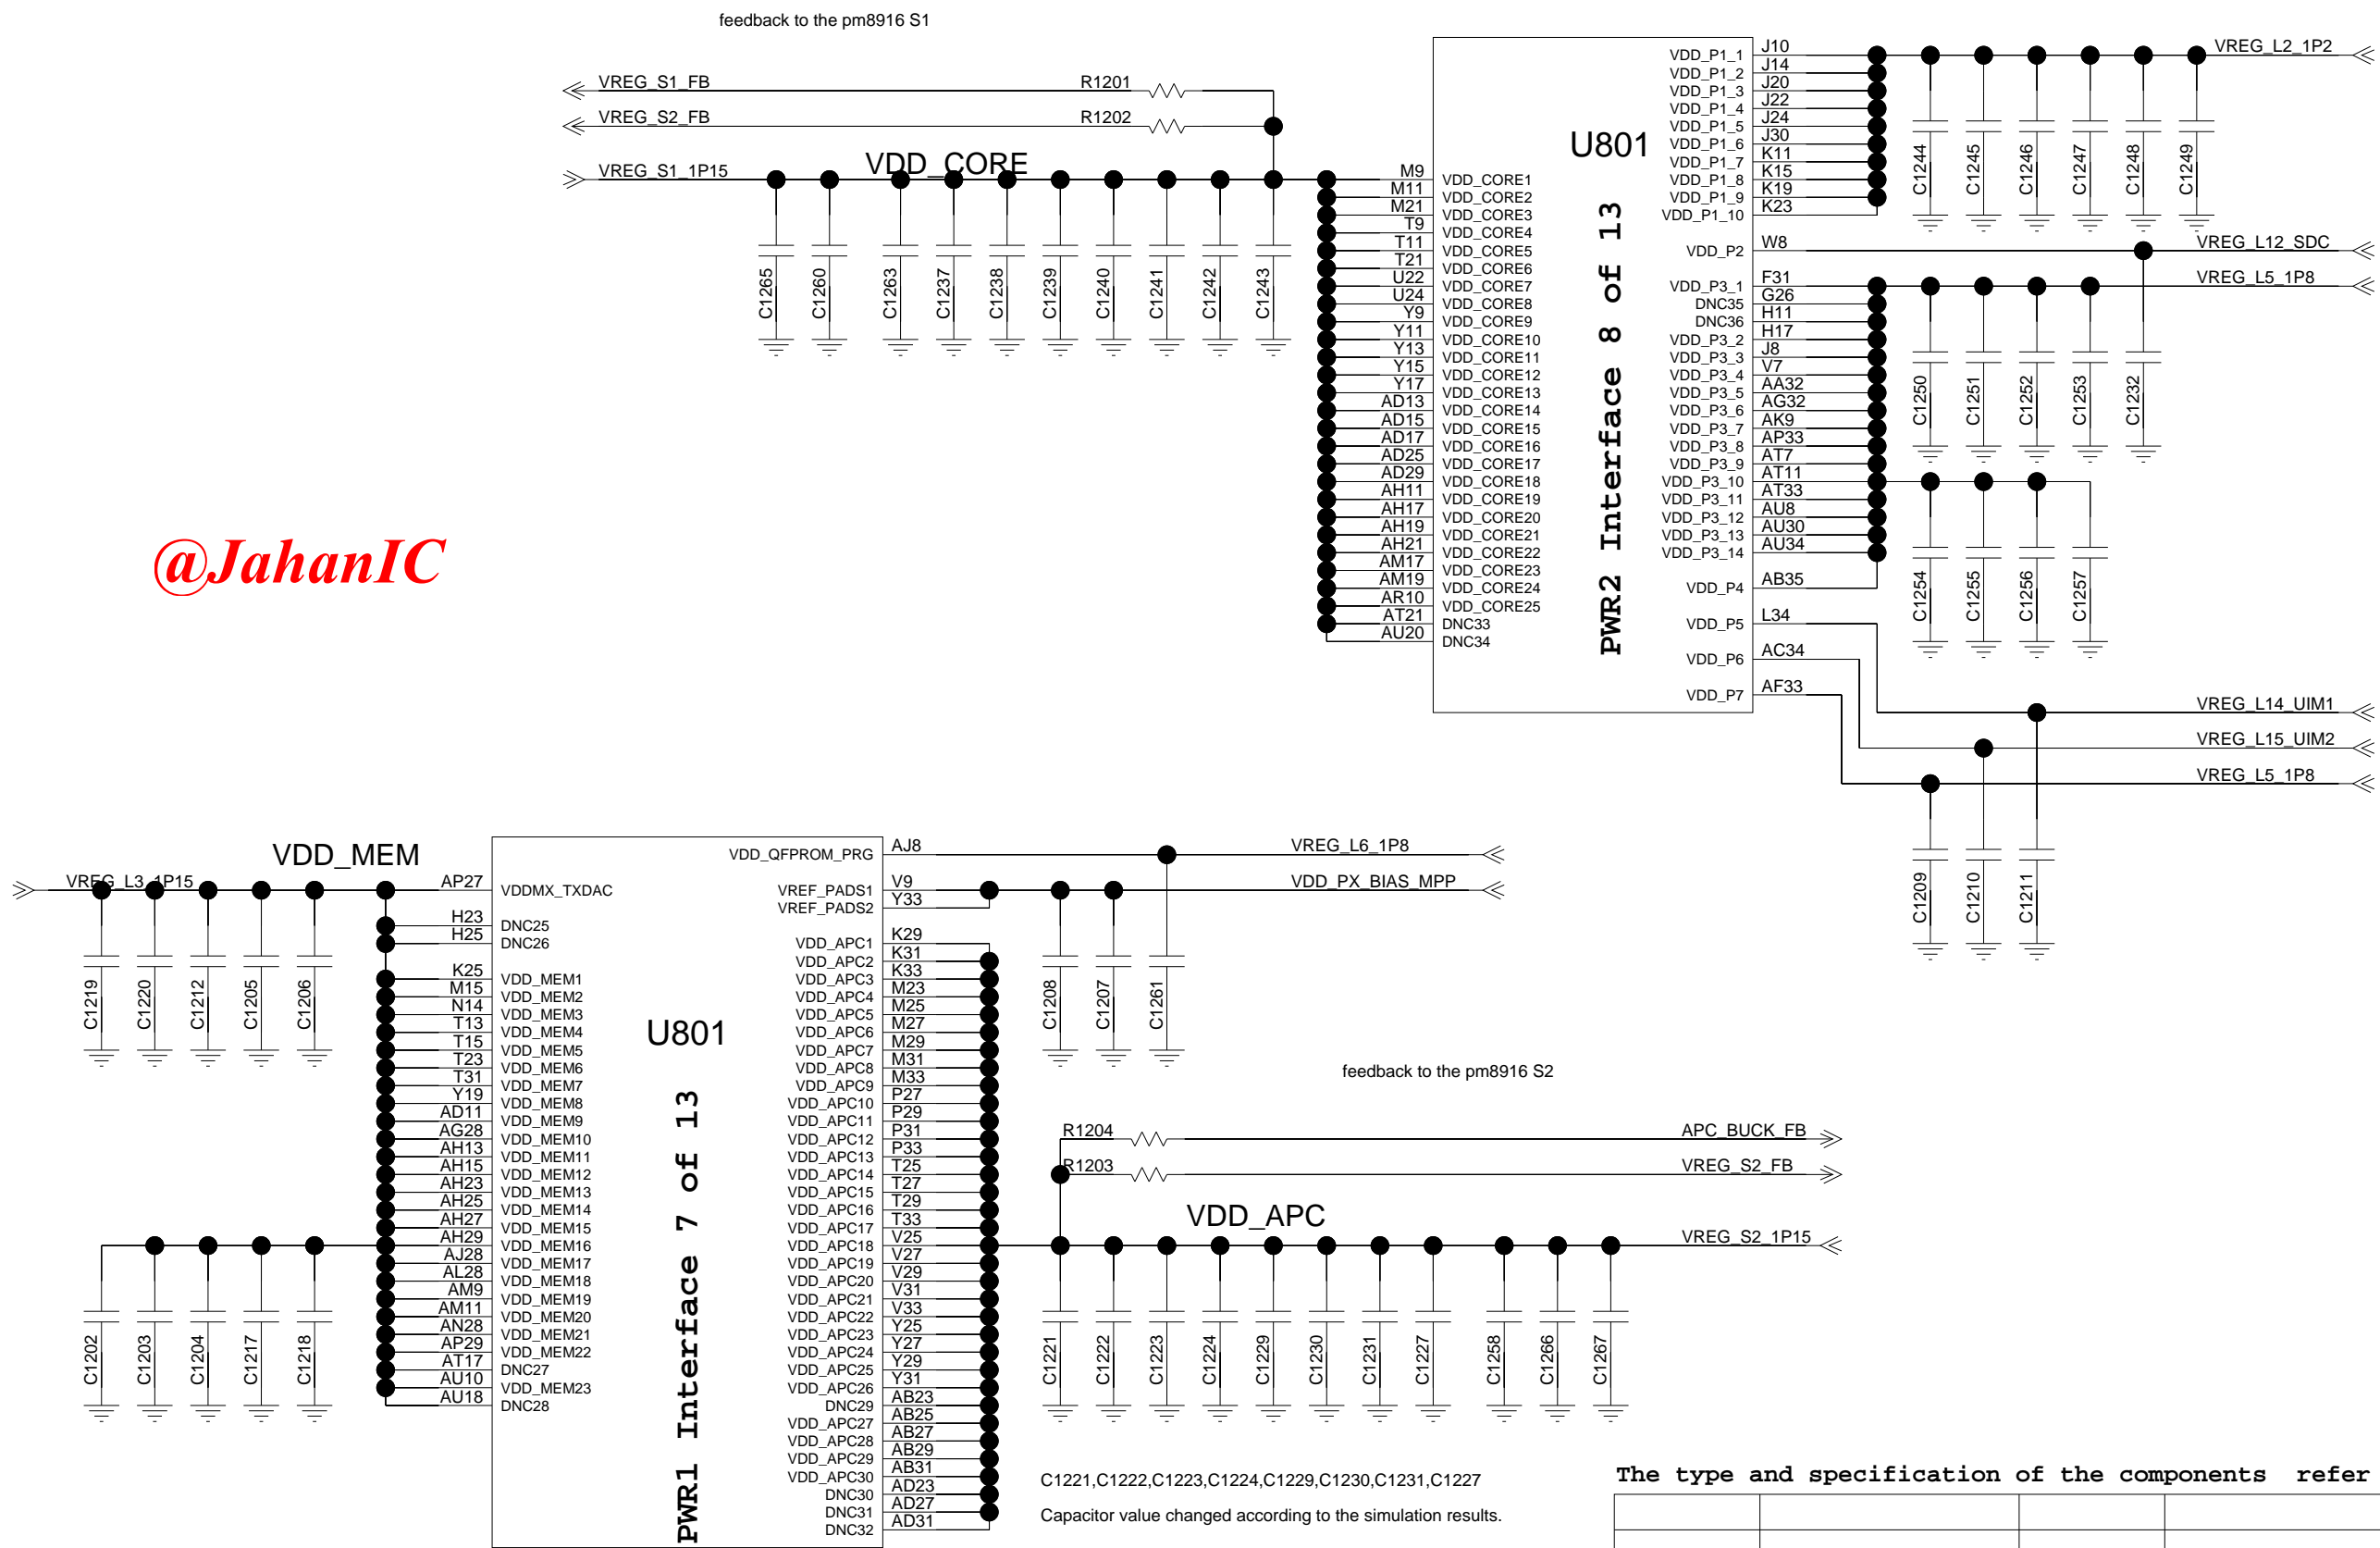 feedback to the pm8916 S1
VREG_S1_FB
R1201
VREG_S2_FB
R1202
VREG_S1_1P15
VDD_CORE
C1265
C1260
C1263
C1237
C1238
C1239
C1240
C1241
C1242
C1243
U801
PWR2 Interface 8 of 13
M9 VDD_CORE1
M11 VDD_CORE2
M21 VDD_CORE3
T9 VDD_CORE4
T11 VDD_CORE5
T21 VDD_CORE6
U22 VDD_CORE7
U24 VDD_CORE8
Y9 VDD_CORE9
Y11 VDD_CORE10
Y13 VDD_CORE11
Y15 VDD_CORE12
Y17 VDD_CORE13
AD13 VDD_CORE14
AD15 VDD_CORE15
AD17 VDD_CORE16
AD25 VDD_CORE17
AD29 VDD_CORE18
AH11 VDD_CORE19
AH17 VDD_CORE20
AH19 VDD_CORE21
AH21 VDD_CORE22
AM17 VDD_CORE23
AM19 VDD_CORE24
AR10 VDD_CORE25
AT21 DNC33
AU20 DNC34
VDD_P1_1 J10
VDD_P1_2 J14
VDD_P1_3 J20
VDD_P1_4 J22
VDD_P1_5 J24
VDD_P1_6 J30
VDD_P1_7 K11
VDD_P1_8 K15
VDD_P1_9 K19
VDD_P1_10 K23
VDD_P2 W8
VDD_P3_1 F31
DNC35 G26
DNC36 H11
VDD_P3_2 H17
VDD_P3_3 J8
VDD_P3_4 V7
VDD_P3_5 AA32
VDD_P3_6 AG32
VDD_P3_7 AK9
VDD_P3_8 AP33
VDD_P3_9 AT7
VDD_P3_10 AT11
VDD_P3_11 AT33
VDD_P3_12 AU8
VDD_P3_13 AU30
VDD_P3_14 AU34
VDD_P4 AB35
VDD_P5 L34
VDD_P6 AC34
VDD_P7 AF33
VREG_L2_1P2
C1244
C1245
C1246
C1247
C1248
C1249
VREG_L12_SDC
VREG_L5_1P8
C1250
C1251
C1252
C1253
C1232
C1254
C1255
C1256
C1257
VREG_L14_UIM1
VREG_L15_UIM2
VREG_L5_1P8
C1209
C1210
C1211
@JahanIC
VDD_MEM
VREG_L3_1P15
C1219
C1220
C1212
C1205
C1206
C1202
C1203
C1204
C1217
C1218
U801
PWR1 Interface 7 of 13
AP27 VDDMX_TXDAC
H23 DNC25
H25 DNC26
K25 VDD_MEM1
M15 VDD_MEM2
N14 VDD_MEM3
T13 VDD_MEM4
T15 VDD_MEM5
T23 VDD_MEM6
T31 VDD_MEM7
Y19 VDD_MEM8
AD11 VDD_MEM9
AG28 VDD_MEM10
AH13 VDD_MEM11
AH15 VDD_MEM12
AH23 VDD_MEM13
AH25 VDD_MEM14
AH27 VDD_MEM15
AH29 VDD_MEM16
AJ28 VDD_MEM17
AL28 VDD_MEM18
AM9 VDD_MEM19
AM11 VDD_MEM20
AN28 VDD_MEM21
AP29 VDD_MEM22
AT17 DNC27
AU10 VDD_MEM23
AU18 DNC28
VDD_QFPROM_PRG AJ8
VREF_PADS1 V9
VREF_PADS2 Y33
VDD_APC1 K29
VDD_APC2 K31
VDD_APC3 K33
VDD_APC4 M23
VDD_APC5 M25
VDD_APC6 M27
VDD_APC7 M29
VDD_APC8 M31
VDD_APC9 M33
VDD_APC10 P27
VDD_APC11 P29
VDD_APC12 P31
VDD_APC13 P33
VDD_APC14 T25
VDD_APC15 T27
VDD_APC16 T29
VDD_APC17 T33
VDD_APC18 V25
VDD_APC19 V27
VDD_APC20 V29
VDD_APC21 V31
VDD_APC22 V33
VDD_APC23 Y25
VDD_APC24 Y27
VDD_APC25 Y29
VDD_APC26 Y31
DNC29 AB23
VDD_APC27 AB25
VDD_APC28 AB27
VDD_APC29 AB29
VDD_APC30 AB31
DNC30 AD23
DNC31 AD27
DNC32 AD31
VREG_L6_1P8
VDD_PX_BIAS_MPP
C1208
C1207
C1261
feedback to the pm8916 S2
R1204
APC_BUCK_FB
R1203
VREG_S2_FB
VDD_APC
VREG_S2_1P15
C1221
C1222
C1223
C1224
C1229
C1230
C1231
C1227
C1258
C1266
C1267
C1221,C1222,C1223,C1224,C1229,C1230,C1231,C1227
Capacitor value changed according to the simulation results.
The type and specification of the components refer